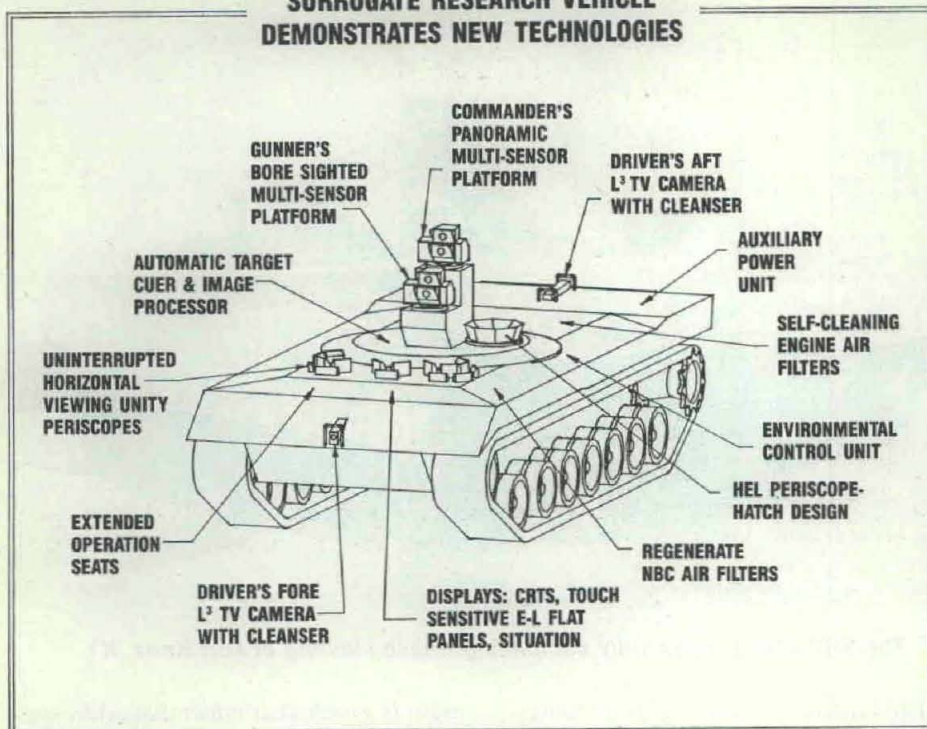 SURROGATE RESEARCH VEHICLE
DEMONSTRATES NEW TECHNOLOGIES
COMMANDER'S
PANORAMIC
MULTI-SENSOR
PLATFORM
GUNNER'S
BORE SIGHTED
MULTI-SENSOR
PLATFORM
DRIVER'S AFT
L³ TV CAMERA
WITH CLEANSER
AUTOMATIC TARGET
CUER & IMAGE
PROCESSOR
AUXILIARY
POWER
UNIT
UNINTERRUPTED
HORIZONTAL
VIEWING UNITY
PERISCOPES
SELF-CLEANING
ENGINE AIR
FILTERS
ENVIRONMENTAL
CONTROL UNIT
HEL PERISCOPE-
HATCH DESIGN
EXTENDED
OPERATION
SEATS
REGENERATE
NBC AIR FILTERS
DRIVER'S FORE
L³ TV CAMERA
WITH CLEANSER
DISPLAYS: CRTS, TOUCH
SENSITIVE E-L FLAT
PANELS, SITUATION